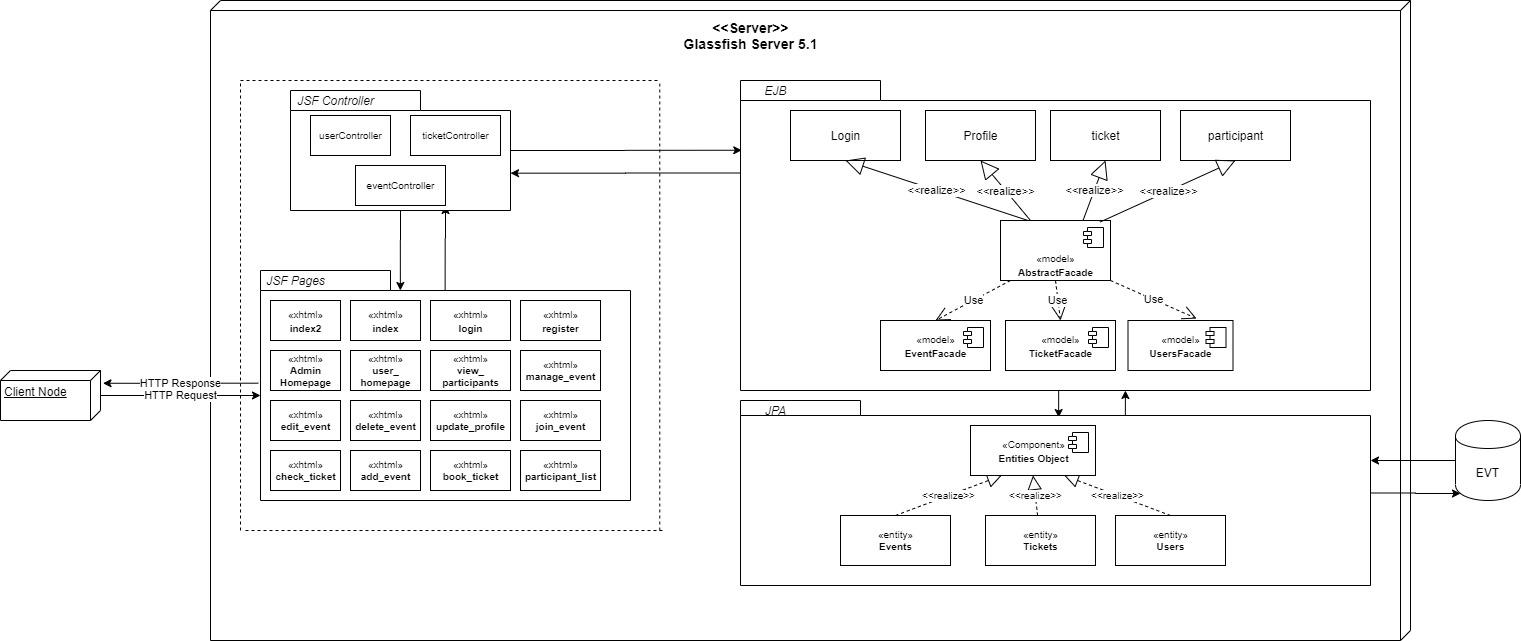 <<Server>>
Glassfish Server 5.1
JSF Controller
userController
ticketController
eventController
JSF Pages
«xhtml»
index2
«xhtml»
index
«xhtml»
login
«xhtml»
register
«xhtml»
Admin
Homepage
«xhtml»
user_
homepage
«xhtml»
view_
participants
«xhtml»
manage_event
«xhtml»
edit_event
«xhtml»
delete_event
«xhtml»
update_profile
«xhtml»
join_event
«xhtml»
check_ticket
«xhtml»
add_event
«xhtml»
book_ticket
«xhtml»
participant_list
Client Node
HTTP Response
HTTP Request
EJB
Login
Profile
ticket
participant
<<realize>>
<<realize>>
<<realize>>
<<realize>>
«model»
AbstractFacade
Use
Use
Use
«model»
EventFacade
«model»
TicketFacade
«model»
UsersFacade
JPA
«Component»
Entities Object
<<realize>>
<<realize>>
<<realize>>
«entity»
Events
«entity»
Tickets
«entity»
Users
EVT